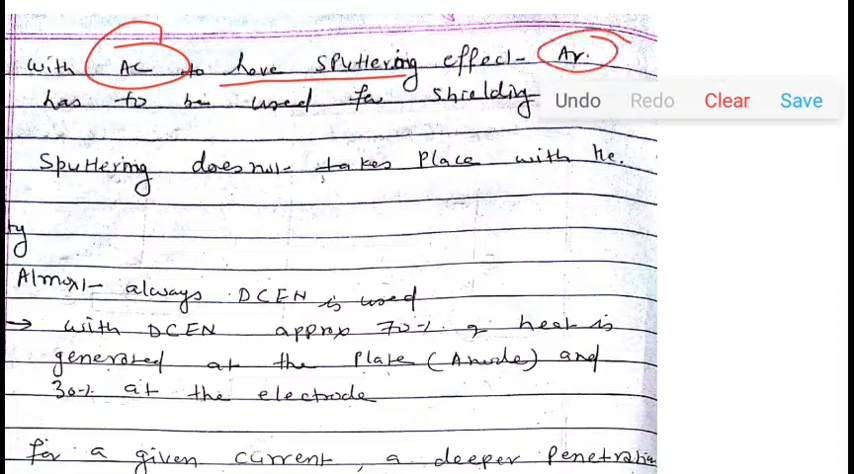 with AC to have sputtering effect Ar.
has to be used for shielding
Undo Redo Clear Save
Sputtering does not takes place with He.
ty
Almost always DCEN is used
→ with DCEN approx 70% of heat is
generated at the plate (Anode) and
30% at the electrode
for a given current, a deeper penetratio